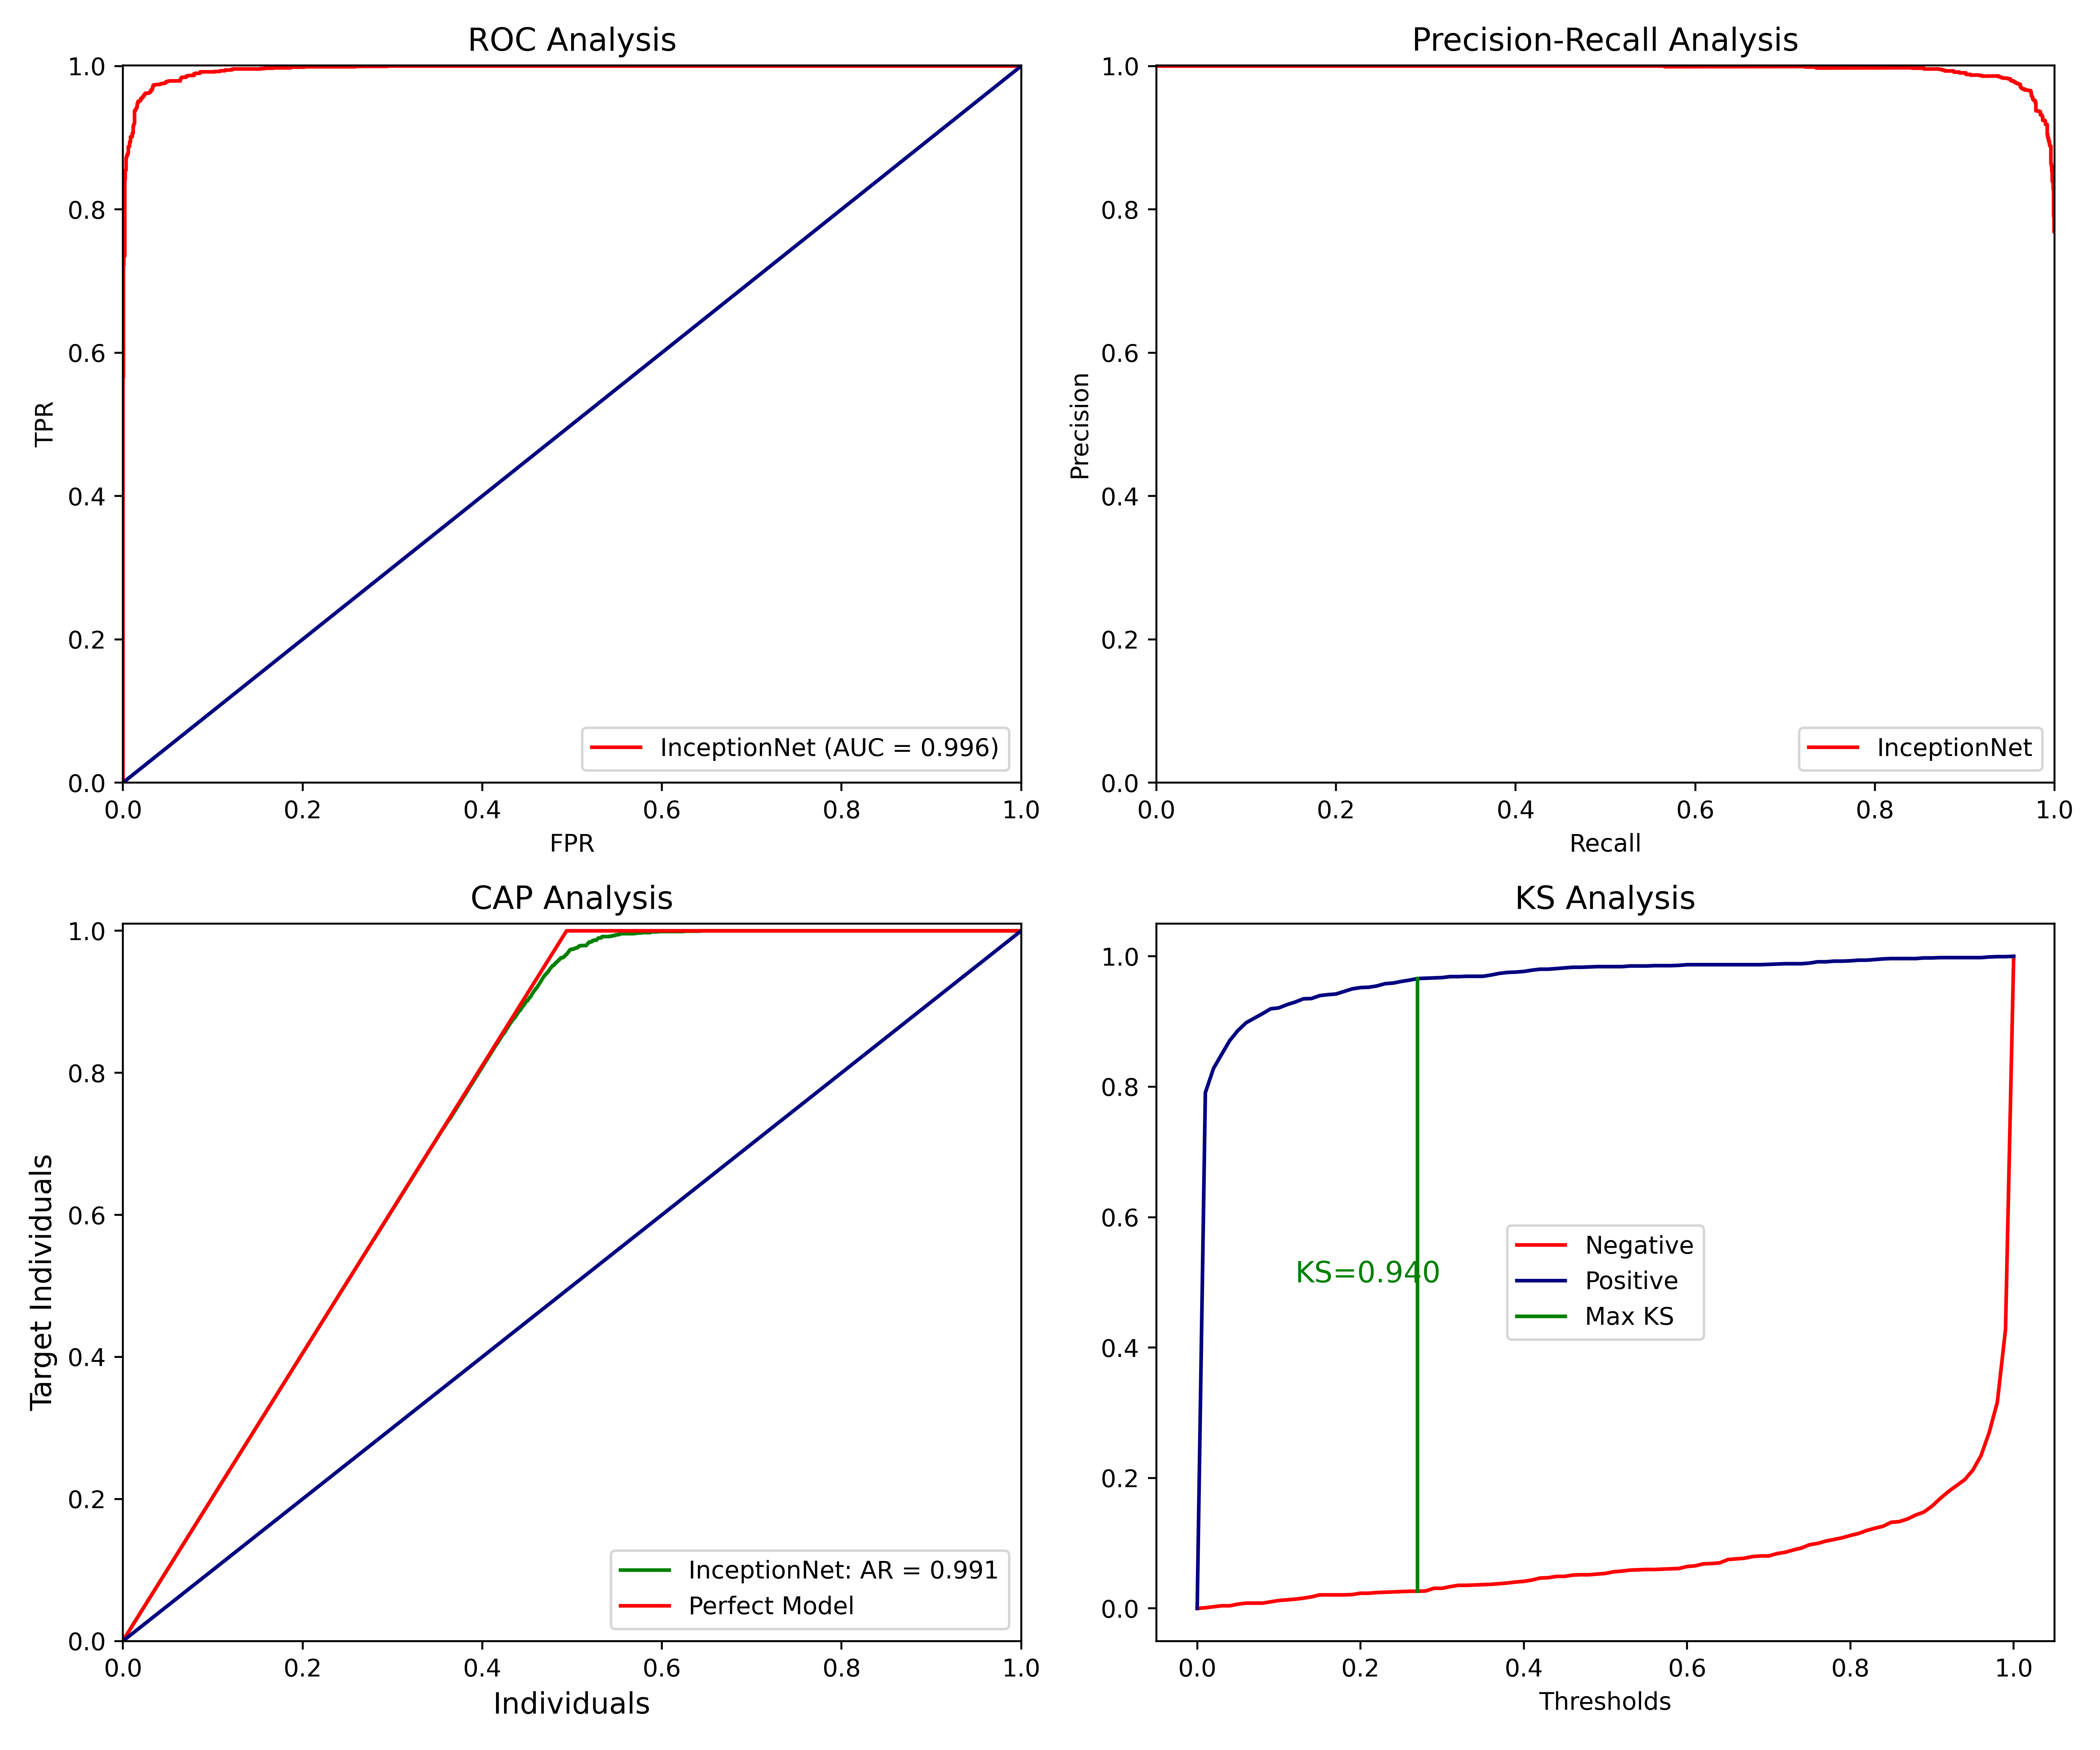 ROC Analysis
1.0
0.8
0.6
0.4
0.2
0.0
TPR
0.0 0.2 0.4 0.6 0.8 1.0
FPR
InceptionNet (AUC = 0.996)
Precision-Recall Analysis
1.0
0.8
0.6
0.4
0.2
0.0
Precision
0.0 0.2 0.4 0.6 0.8 1.0
Recall
InceptionNet
CAP Analysis
1.0
0.8
0.6
0.4
0.2
0.0
Target Individuals
0.0 0.2 0.4 0.6 0.8 1.0
Individuals
InceptionNet: AR = 0.991
Perfect Model
KS Analysis
1.0
0.8
0.6
0.4
0.2
0.0
KS=0.940
Negative
Positive
Max KS
0.0 0.2 0.4 0.6 0.8 1.0
Thresholds